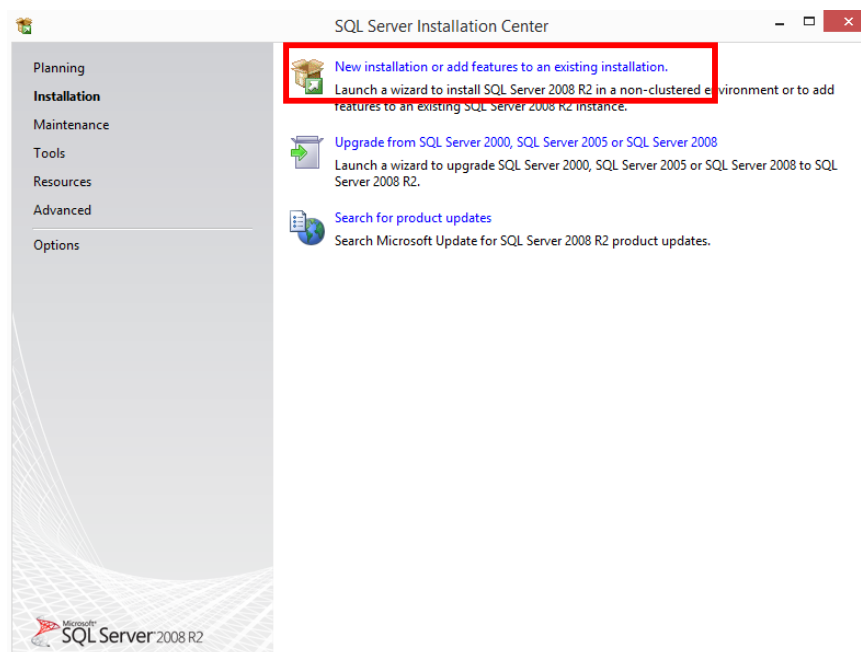 SQL Server Installation Center
Planning
Installation
Maintenance
Tools
Resources
Advanced
Options
New installation or add features to an existing installation.
Launch a wizard to install SQL Server 2008 R2 in a non-clustered environment or to add
features to an existing SQL Server 2008 R2 instance.
Upgrade from SQL Server 2000, SQL Server 2005 or SQL Server 2008
Launch a wizard to upgrade SQL Server 2000, SQL Server 2005 or SQL Server 2008 to SQL
Server 2008 R2.
Search for product updates
Search Microsoft Update for SQL Server 2008 R2 product updates.
Microsoft
SQL Server 2008 R2